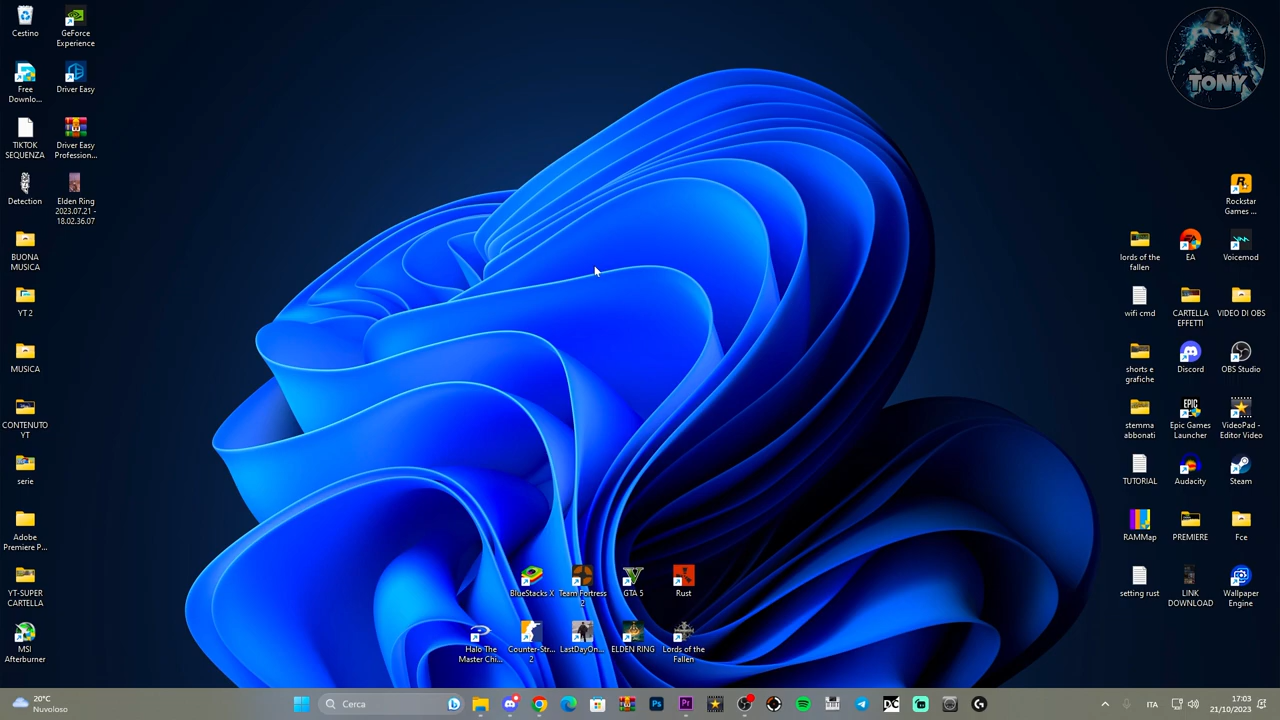 Cestino
GeForce
Experience
Free
Downlo...
Driver Easy
TIKTOK
SEQUENZA
Driver Easy
Profession...
Detection
Elden Ring
2023.07.21 -
18.02.36.07
BUONA
MUSICA
YT 2
MUSICA
CONTENUTO
YT
serie
Adobe
Premiere P...
YT-SUPER
CARTELLA
MSI
Afterburner
BlueStacks X
Team Fortress
2
GTA 5
Rust
Halo The
Master Chi...
Counter-Str...
2
LastDayOn...
ELDEN RING
Lords of the
Fallen
TONY
Rockstar
Games ...
lords of the
fallen
EA
Voicemod
wifi cmd
CARTELLA
EFFETTI
VIDEO DI OBS
shorts e
grafiche
Discord
OBS Studio
EPIC
GAMES
stemma
abbonati
Epic Games
Launcher
VideoPad -
Editor Video
TUTORIAL
Audacity
Steam
RAMMap
PREMIERE
Fce
setting rust
LINK
DOWNLOAD
Wallpaper
Engine
20°C
Nuvoloso
Cerca
Ps
Pr
ITA
17:03
21/10/2023